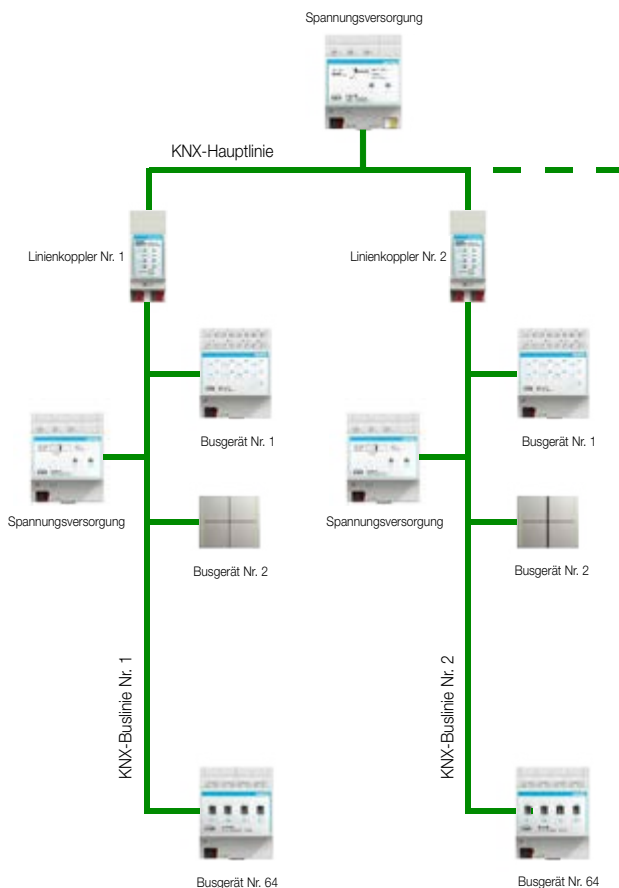 Spannungsversorgung
KNX-Hauptlinie
Linienkoppler Nr. 1
Linienkoppler Nr. 2
Busgerät Nr. 1
Busgerät Nr. 1
Spannungsversorgung
Spannungsversorgung
Busgerät Nr. 2
Busgerät Nr. 2
KNX-Buslinie Nr. 1
KNX-Buslinie Nr. 2
Busgerät Nr. 64
Busgerät Nr. 64